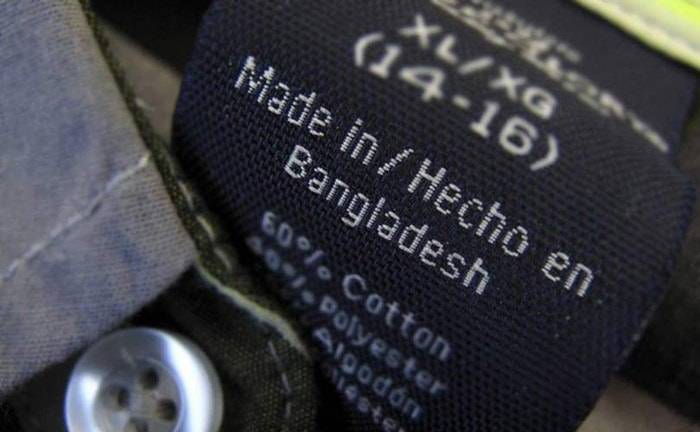 XL/XG
(14-16)
Made in/Hecho en
Bangladesh
60% Cotton
40% Polyester
Algodón